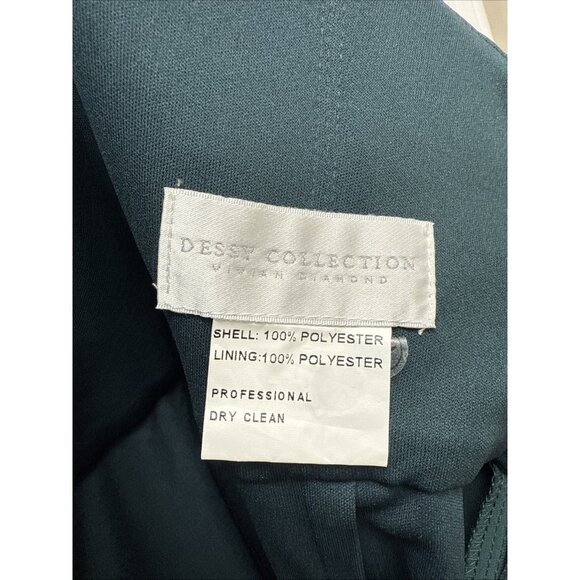 DESSY COLLECTION
VIVIAN DIAMOND
SHELL: 100% POLYESTER
LINING:100% POLYESTER
PROFESSIONAL
DRY CLEAN